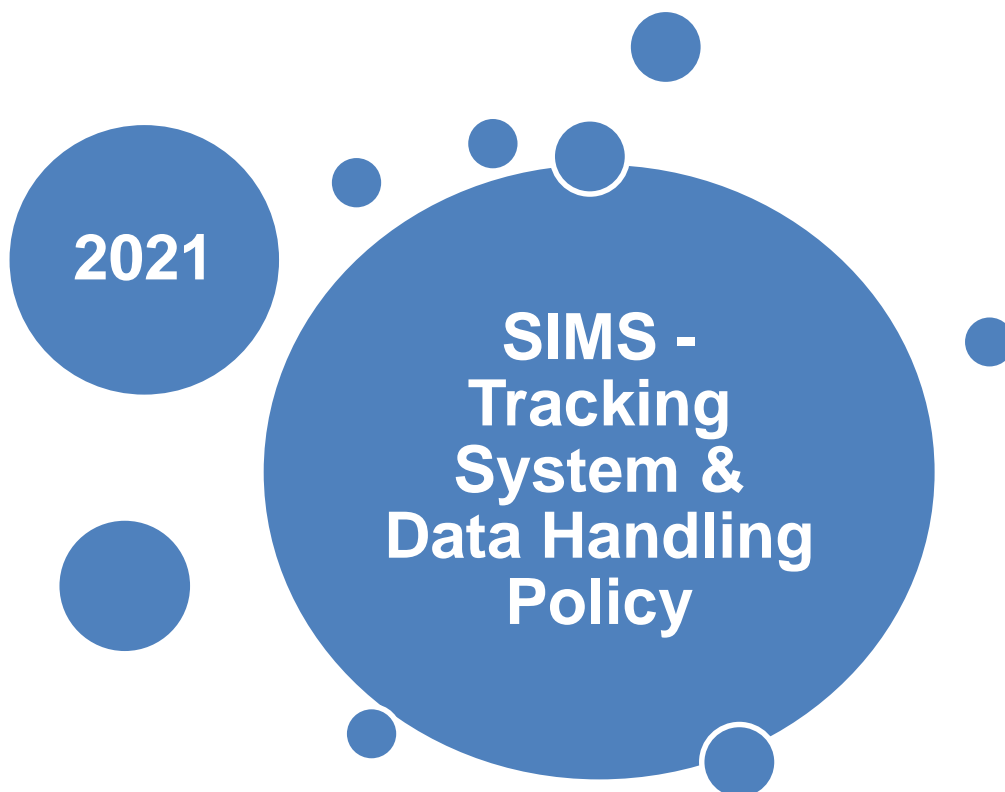 2021
SIMS -
Tracking
System &
Data Handling
Policy